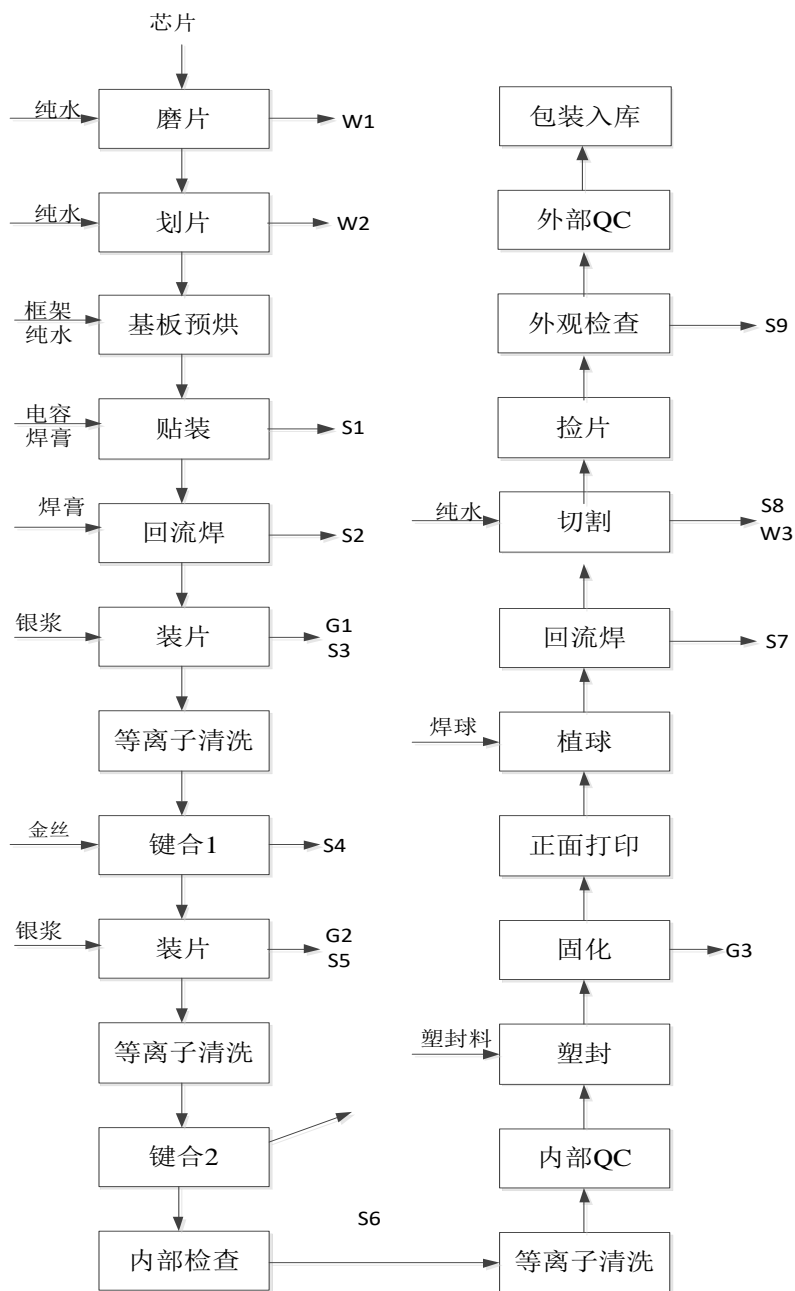 芯片
纯水
磨片
W1
纯水
划片
W2
框架
纯水
基板预烘
电容
焊膏
贴装
S1
焊膏
回流焊
S2
银浆
装片
G1
S3
等离子清洗
金丝
键合1
S4
银浆
装片
G2
S5
等离子清洗
键合2
内部检查
S6
等离子清洗
内部QC
塑封料
塑封
固化
G3
正面打印
焊球
植球
回流焊
S7
纯水
切割
S8
W3
捡片
外观检查
S9
外部QC
包装入库